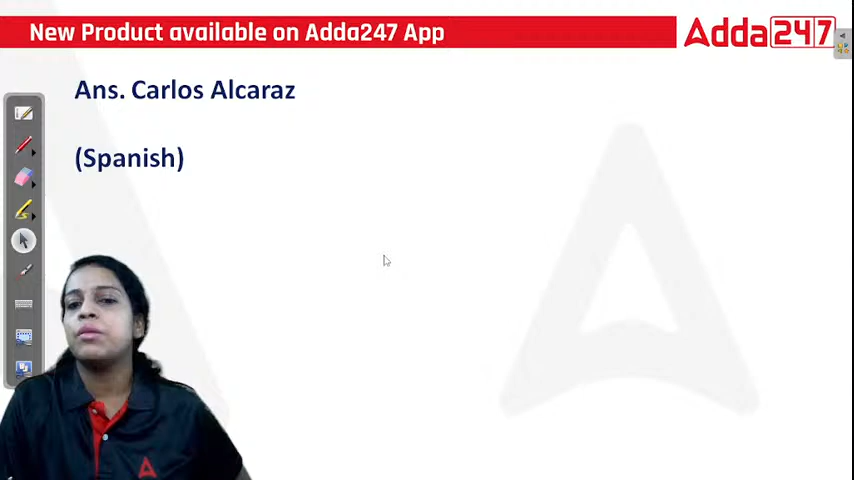 New Product available on Adda247 App
Adda247
Ans. Carlos Alcaraz
(Spanish)